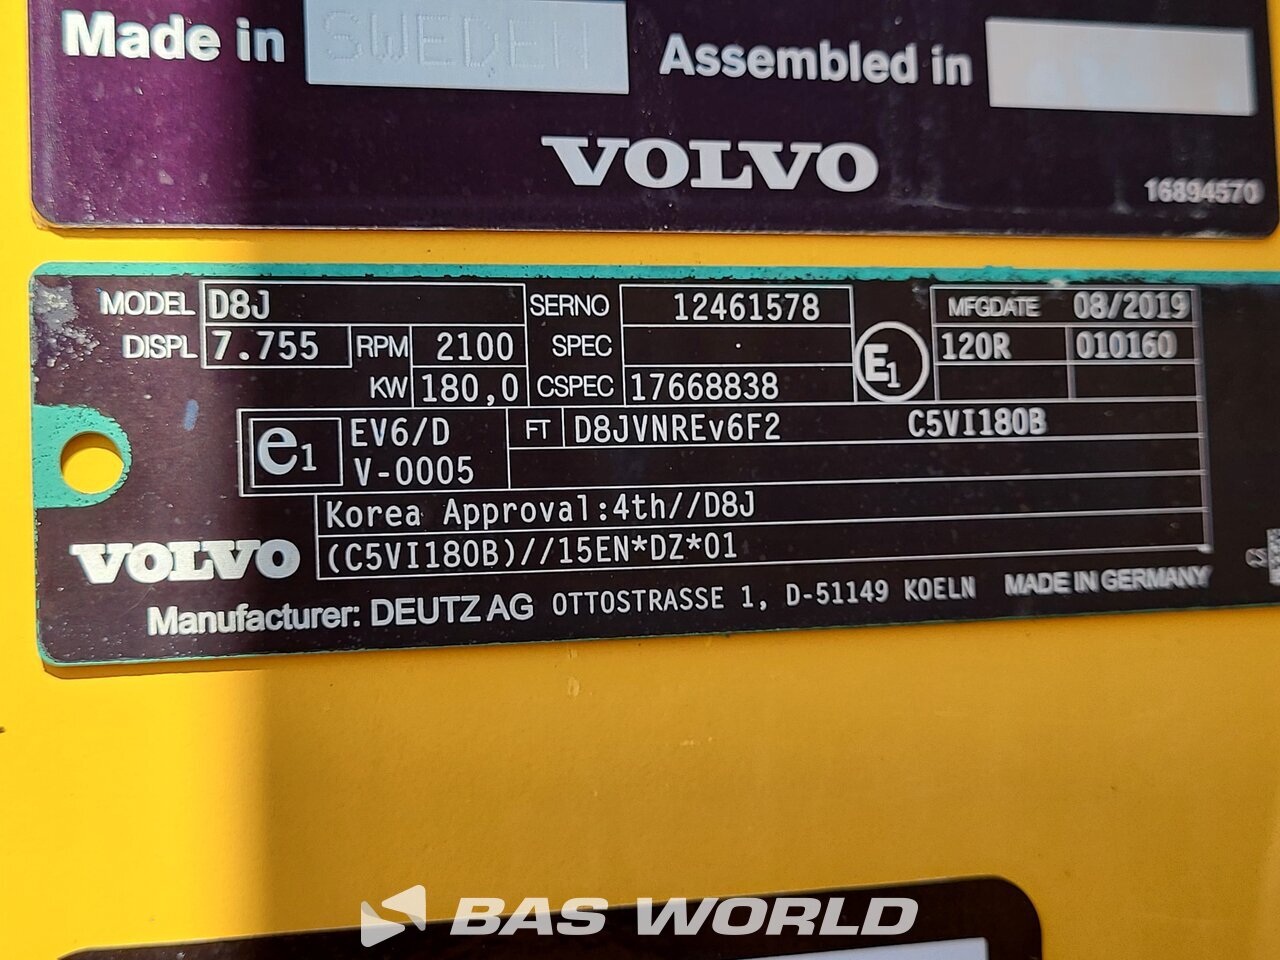 Made in SWEDEN Assembled in
VOLVO
16894570
MODEL D8J SERNO 12461578 MFGDATE 08/2019
DISPL 7.755 RPM 2100 SPEC E1 120R 010160
KW 180,0 CSPEC 17668838
e1 EV6/D FT D8JVNREv6F2 C5VI180B
V-0005
Korea Approval:4th//D8J
VOLVO (C5VI180B)//15EN*DZ*01
Manufacturer: DEUTZ AG OTTOSTRASSE 1, D-51149 KOELN MADE IN GERMANY
BAS WORLD